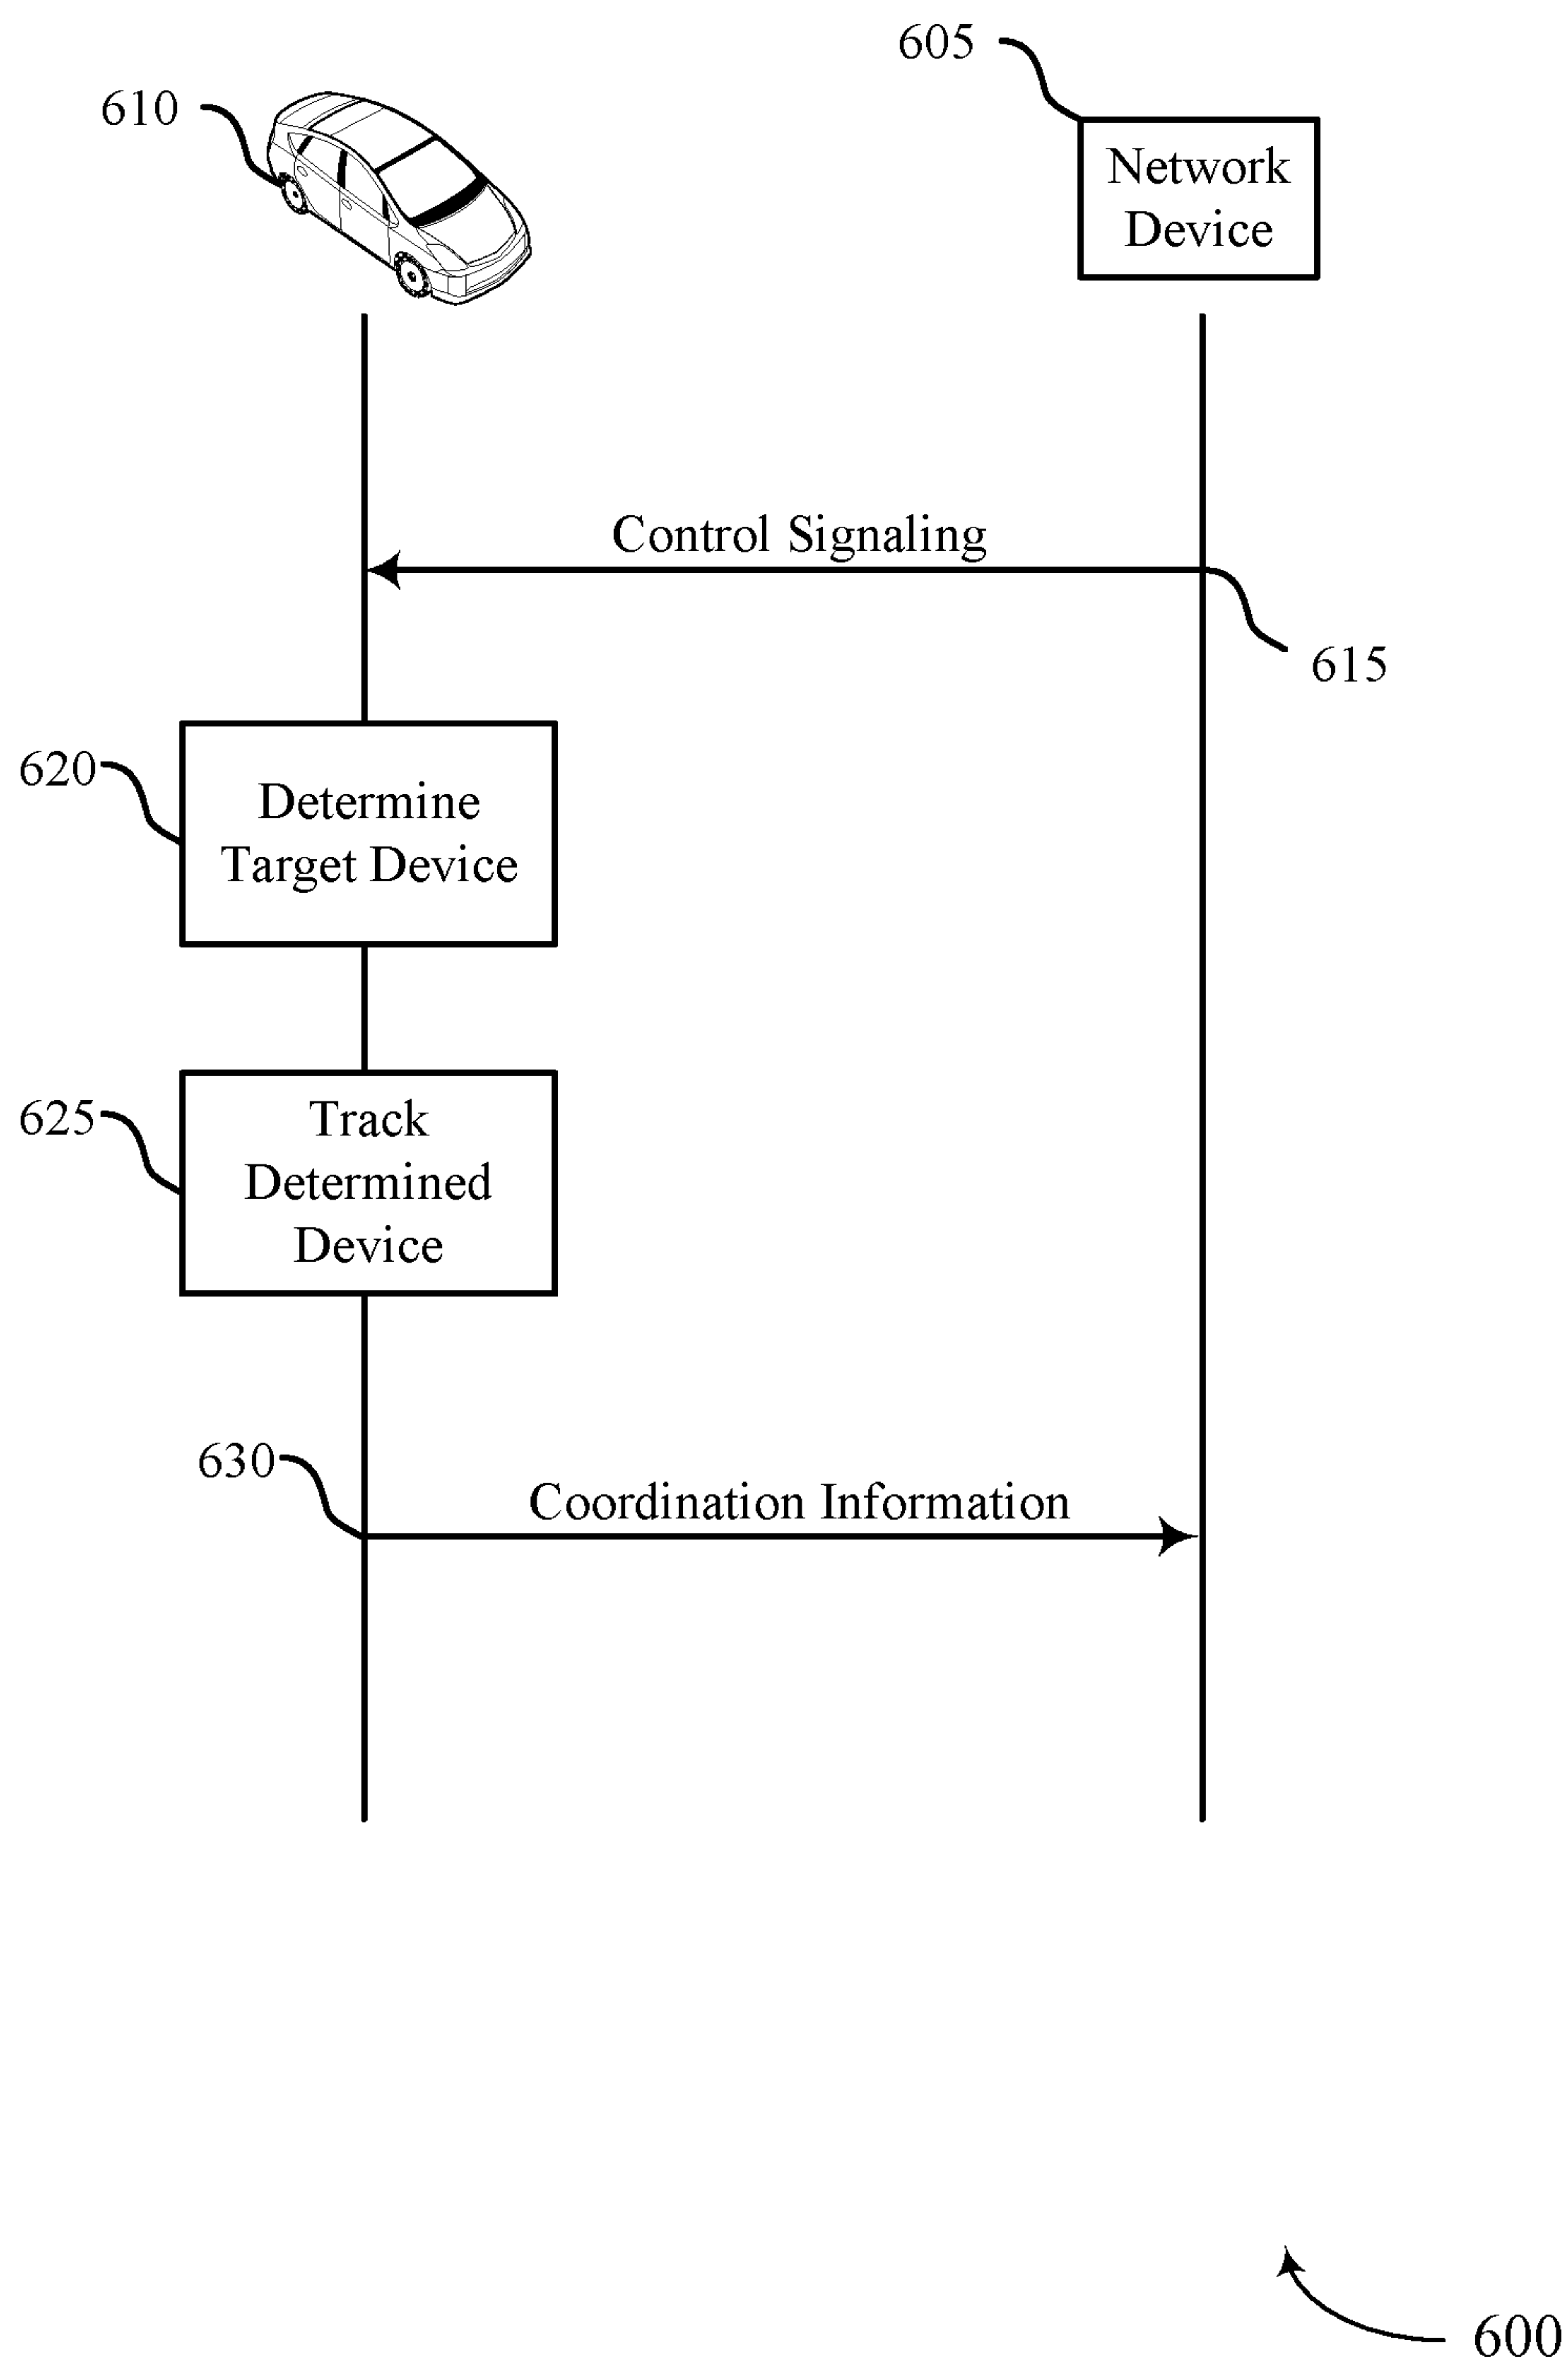 605
610
Network
Device
Control Signaling
615
620
Determine
Target Device
625
Track
Determined
Device
630
Coordination Information
600